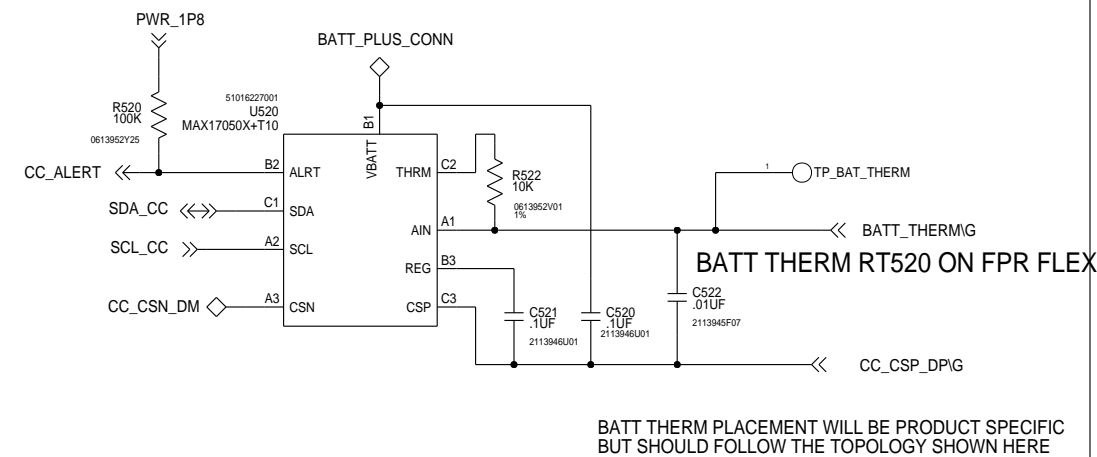 PWR_1P8
BATT_PLUS_CONN
R520
100K
0613952Y25
51016227001
U520
MAX17050X+T10
B1
VBATT
CC_ALERT
B2
ALRT
SDA_CC
C1
SDA
SCL_CC
A2
SCL
CC_CSN_DM
A3
CSN
THRM
C2
AIN
A1
REG
B3
CSP
C3
R522
10K
0613952V01
1%
1
TP_BAT_THERM
BATT_THERM\G
BATT THERM RT520 ON FPR FLEX
C521
.1UF
2113946U01
C520
.1UF
2113946U01
C522
.01UF
2113945F07
CC_CSP_DP\G
BATT THERM PLACEMENT WILL BE PRODUCT SPECIFIC
BUT SHOULD FOLLOW THE TOPOLOGY SHOWN HERE